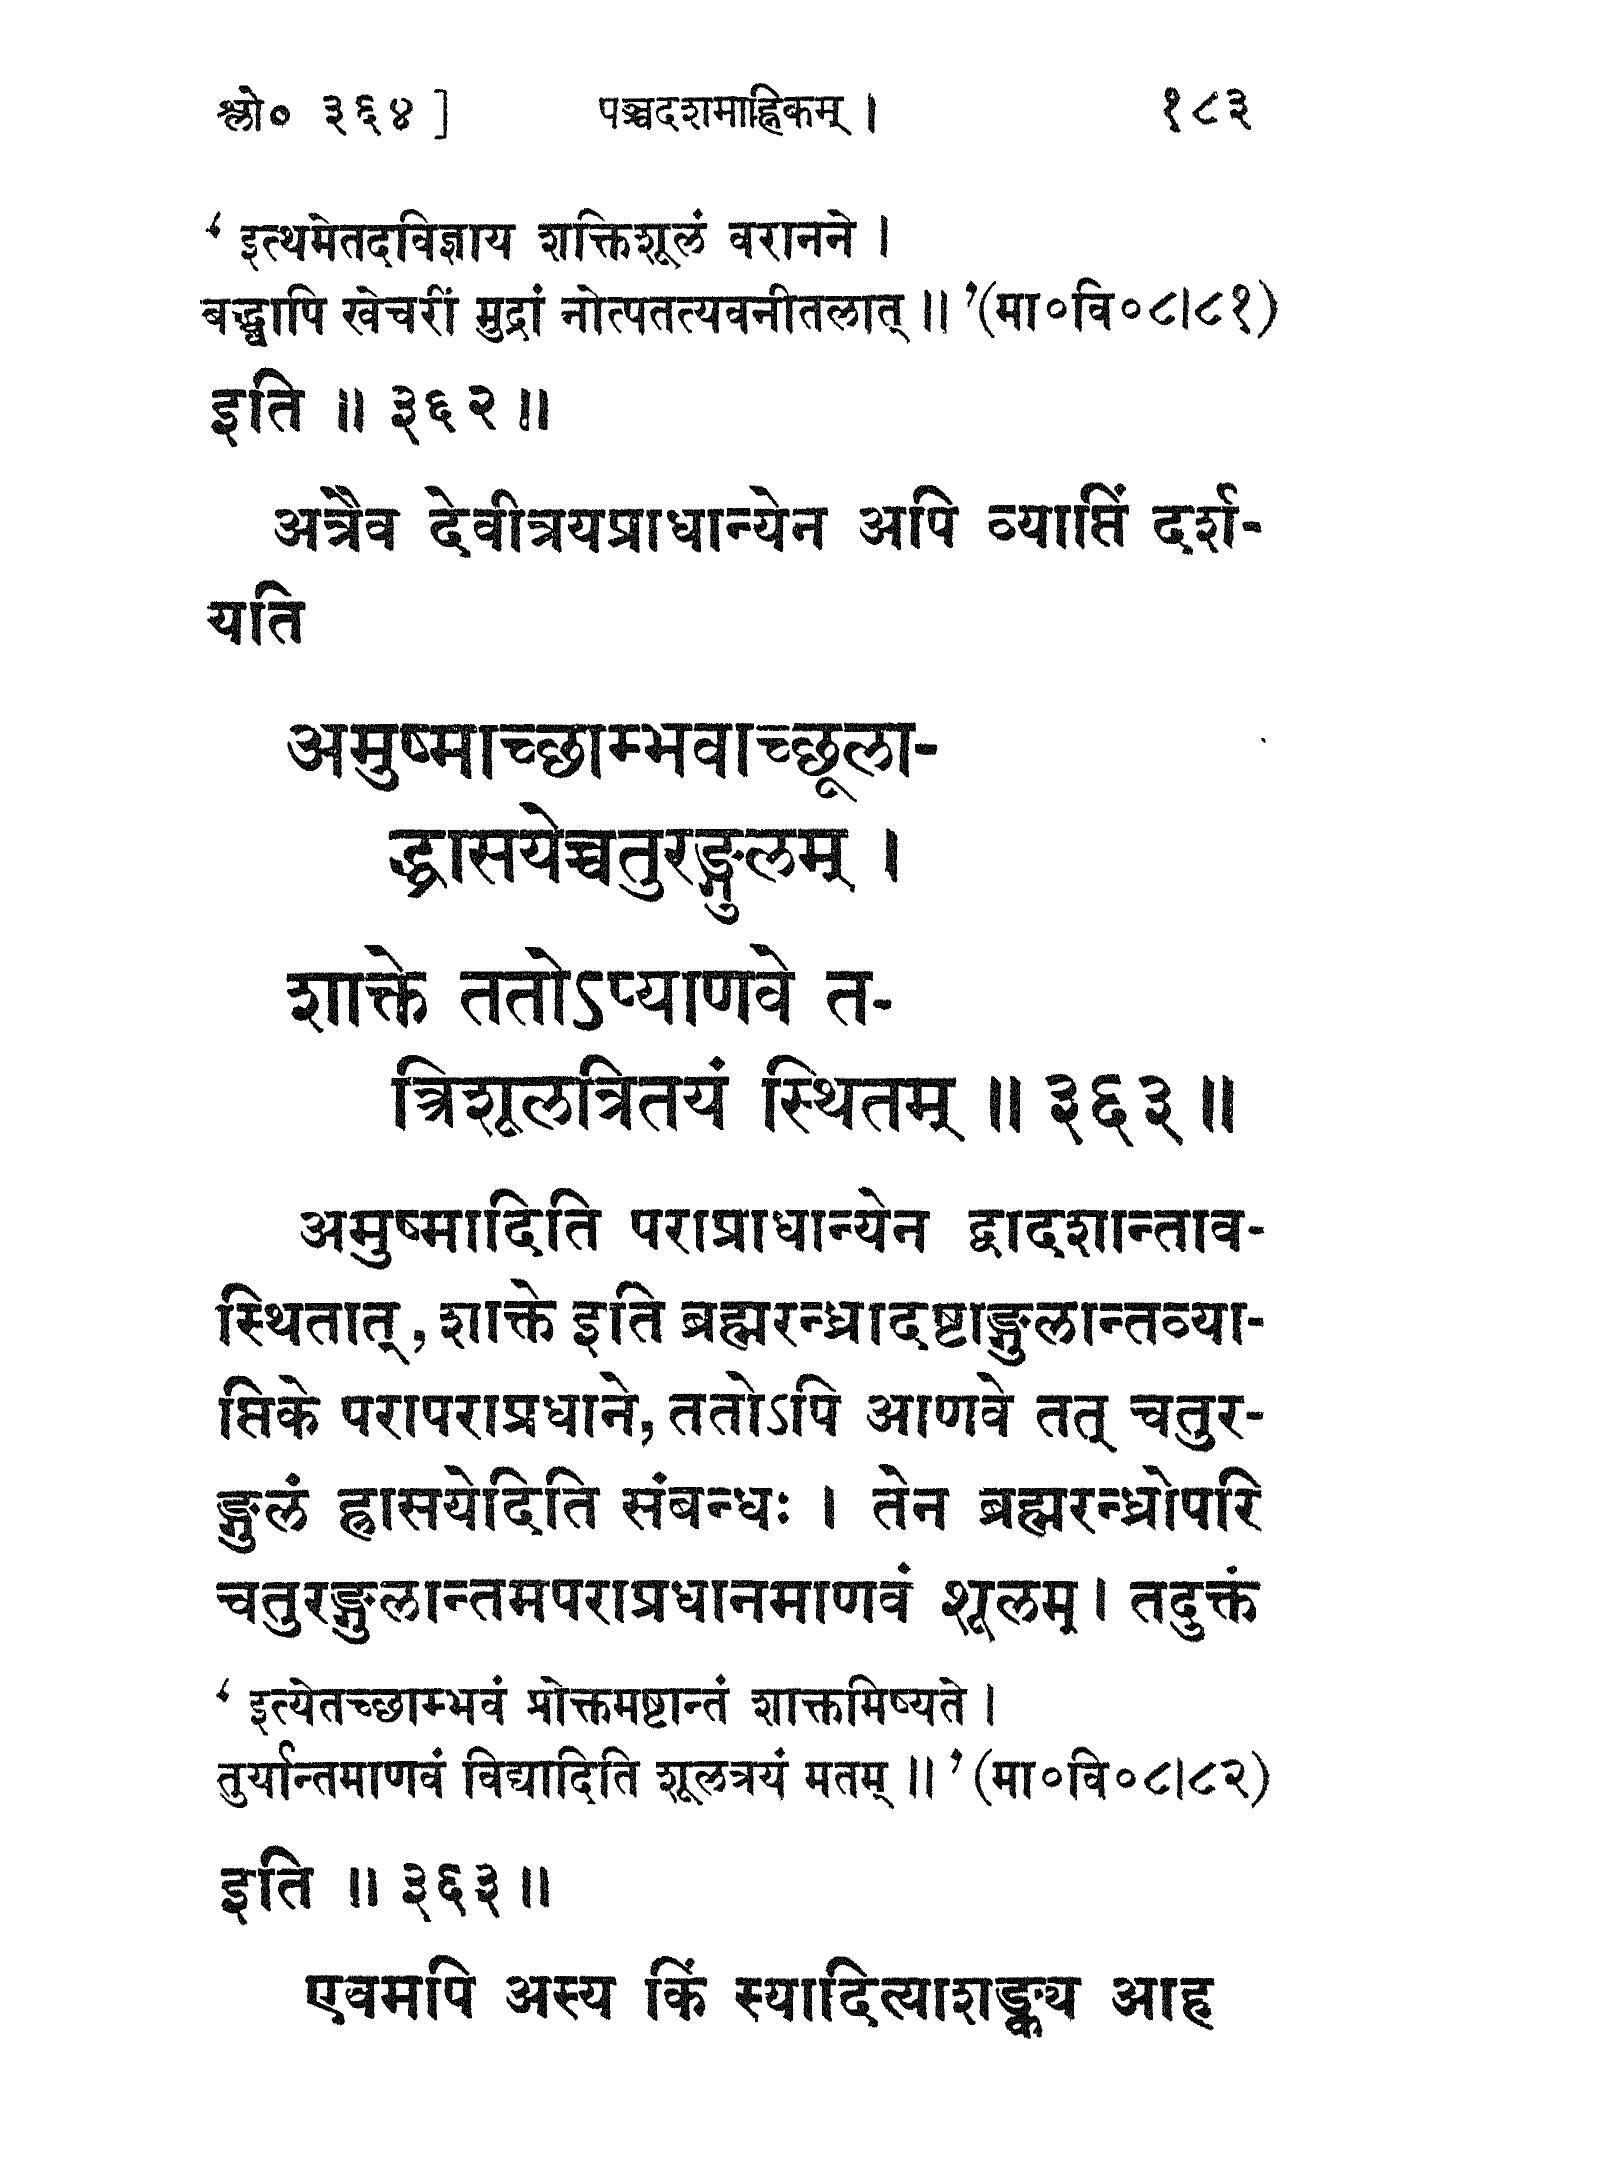 श्लो० ३६४ ] पञ्चदशमाह्निकम् । १८३
‘ इत्थमेतदविज्ञाय शक्तिशूलं वरानने ।
बद्ध्वापि खेचरीं मुद्रां नोत्पतत्यवनीतलात् ॥ ’(मा०वि०८।८१)
इति ॥ ३६२ ॥
अत्रैव देवीत्रयप्राधान्येन अपि व्याप्तिं दर्श-
यति
अमुष्माच्छाम्भवाच्छूला-
द्ध्रासयेच्चतुरङ्गुलम् ।
शाक्ते ततोऽप्याणवे त-
त्त्रिशूलत्रितयं स्थितम् ॥ ३६३ ॥
अमुष्मादिति पराप्राधान्येन द्वादशान्ताव-
स्थितात्, शाक्ते इति ब्रह्मरन्ध्रादष्टाङ्गुलान्तव्या-
प्तिके परापराप्रधाने, ततोऽपि आणवे तत् चतुर-
ङ्गुलं ह्रासयेदिति संबन्धः । तेन ब्रह्मरन्ध्रोपरि
चतुरङ्गुलान्तमपराप्रधानमाणवं शूलम् । तदुक्तं
‘ इत्येतच्छाम्भवं प्रोक्तमष्टान्तं शाक्तमिष्यते ।
तुर्यान्तमाणवं विद्यादिति शूलत्रयं मतम् ॥ ’ (मा०वि०८।८२)
इति ॥ ३६३ ॥
एवमपि अस्य किं स्यादित्याशङ्क्य आह